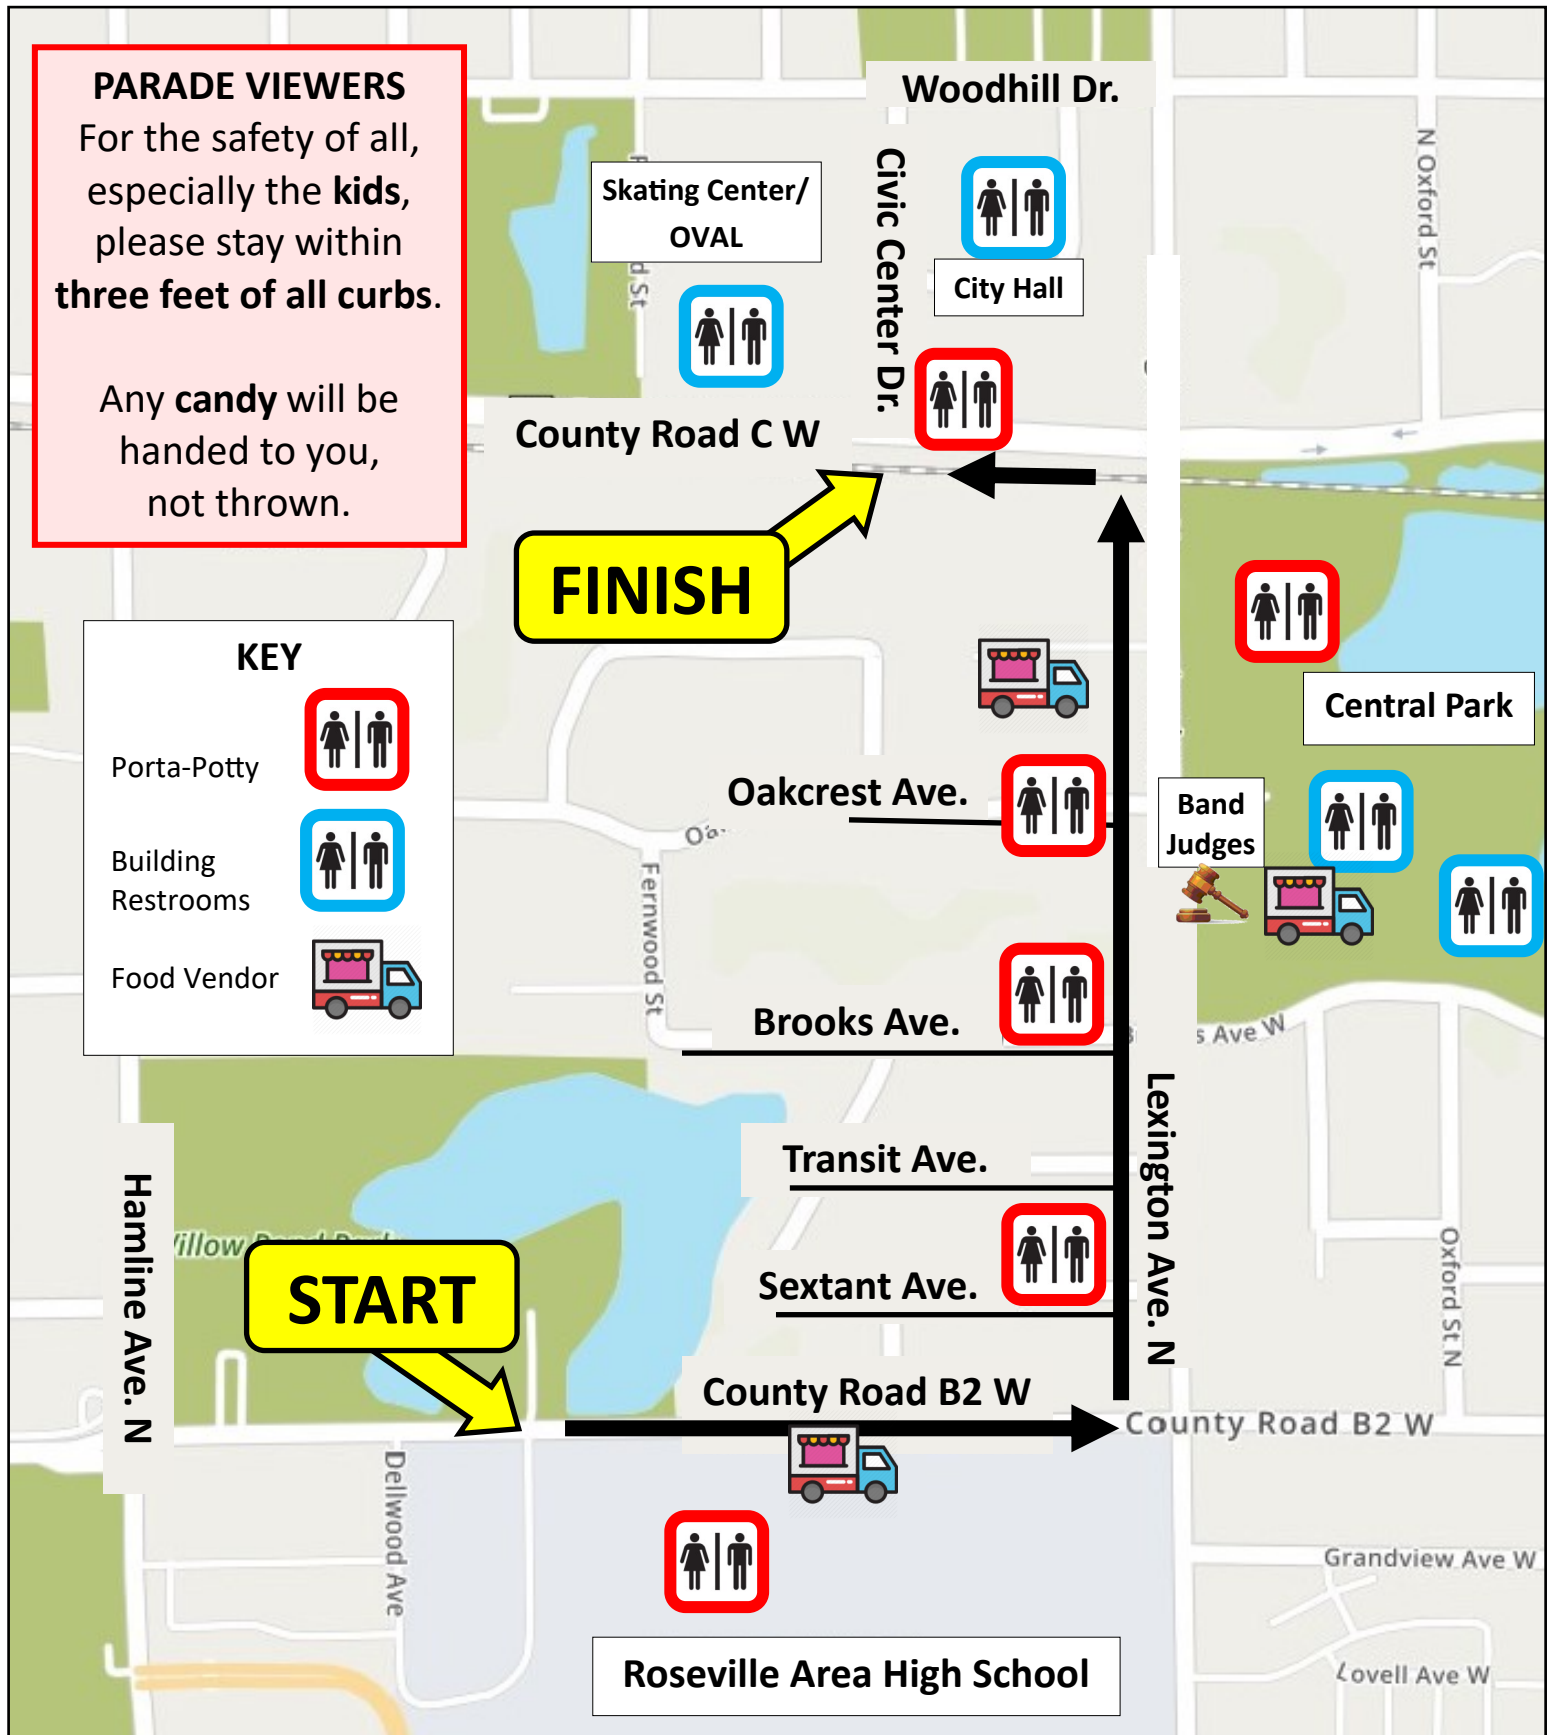 PARADE VIEWERS
For the safety of all,
especially the kids,
please stay within
three feet of all curbs.
Any candy will be
handed to you,
not thrown.
Woodhill Dr.
Skating Center/
OVAL
Civic Center Dr.
City Hall
N Oxford St
County Road C W
FINISH
KEY
Porta-Potty
Building
Restrooms
Food Vendor
Central Park
Oakcrest Ave.
Band
Judges
Fernwood St
Brooks Ave.
s Ave W
Lexington Ave. N
Transit Ave.
Hamline Ave. N
START
Sextant Ave.
Oxford St N
County Road B2 W
County Road B2 W
Dellwood Ave
Grandview Ave W
Roseville Area High School
Lovell Ave W